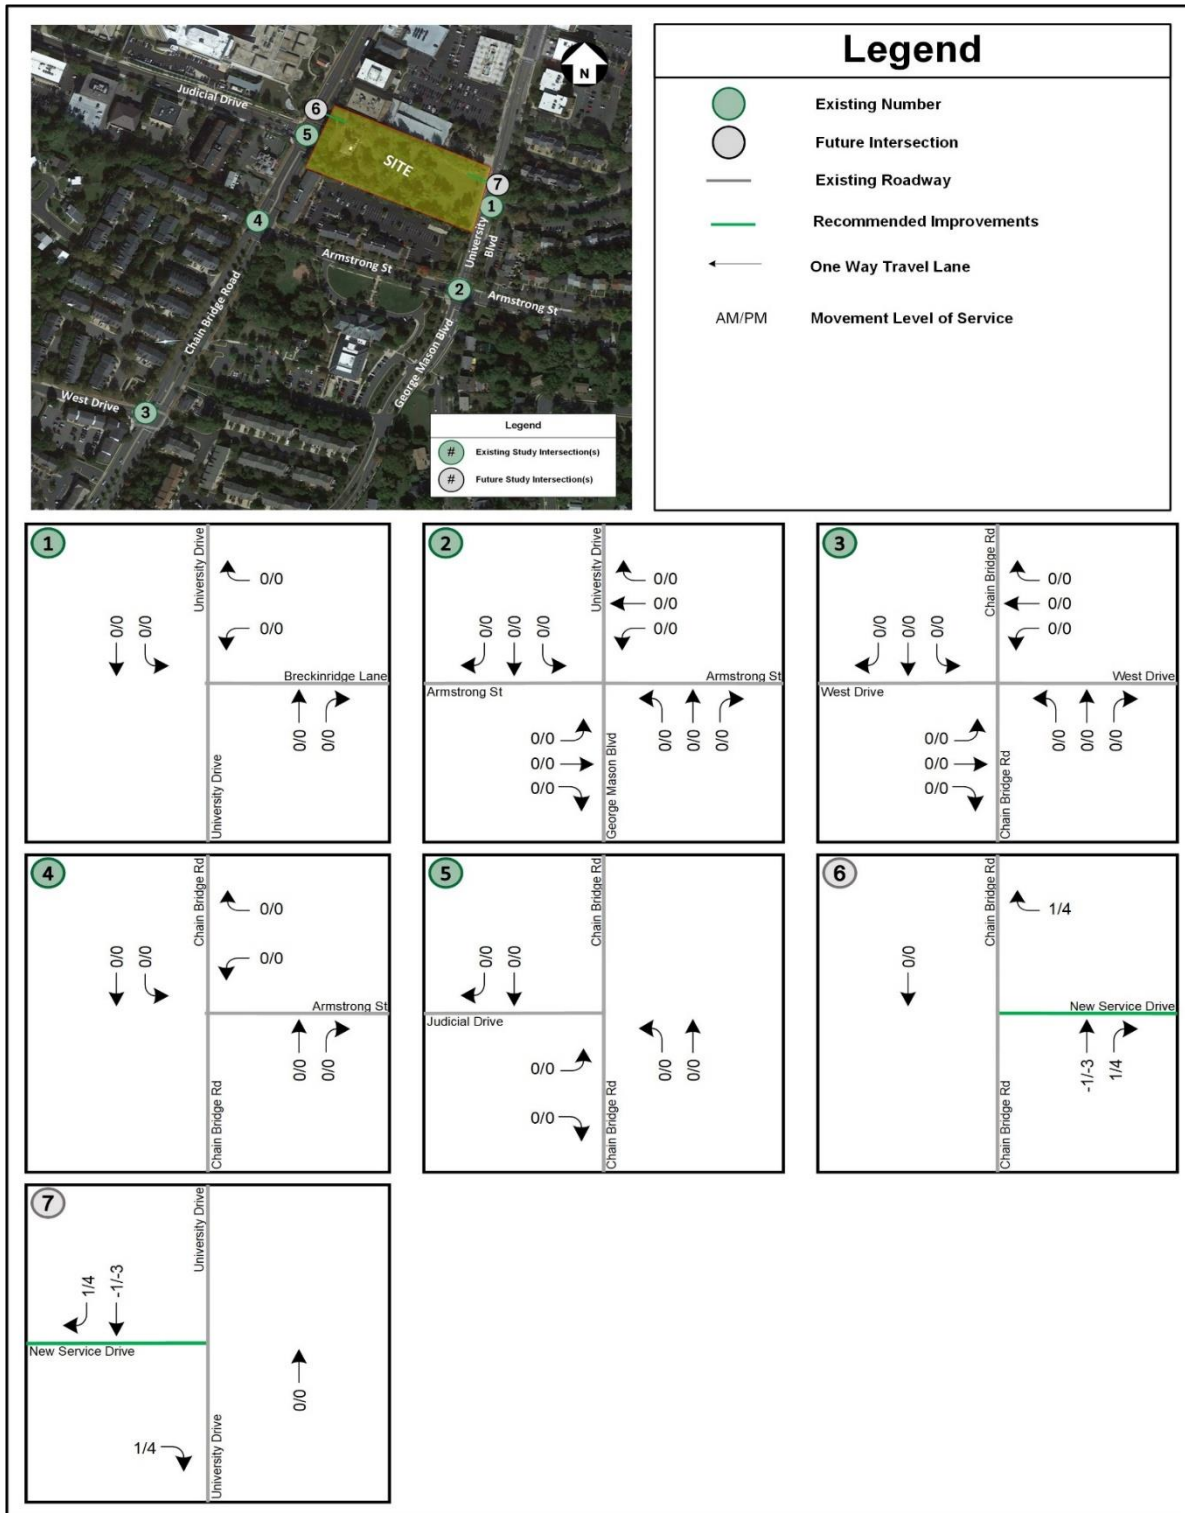 Legend
Existing Number
Future Intersection
Existing Roadway
Recommended Improvements
One Way Travel Lane
AM/PM Movement Level of Service
N
Judicial Drive
6
5
SITE
7
1
University Blvd
4
Armstrong St
2
Armstrong St
Chain Bridge Road
George Mason Blvd
West Drive
3
Legend
# Existing Study Intersection(s)
# Future Study Intersection(s)
1
University Drive
0/0
0/0 0/0
0/0
Breckinridge Lane
0/0 0/0
University Drive
2
University Drive
0/0
0/0
0/0
0/0 0/0 0/0
Armstrong St
Armstrong St
0/0
0/0
0/0
George Mason Blvd
0/0 0/0 0/0
3
Chain Bridge Rd
0/0
0/0
0/0
0/0 0/0 0/0
West Drive
West Drive
0/0
0/0
0/0
Chain Bridge Rd
0/0 0/0 0/0
4
Chain Bridge Rd
0/0
0/0 0/0
0/0
Armstrong St
0/0 0/0
Chain Bridge Rd
5
Chain Bridge Rd
0/0 0/0
Judicial Drive
0/0
0/0
Chain Bridge Rd
0/0 0/0
6
Chain Bridge Rd
1/4
0/0
New Service Drive
-1/-3 1/4
Chain Bridge Rd
7
University Drive
1/4 -1/-3
New Service Drive
0/0
1/4
University Drive